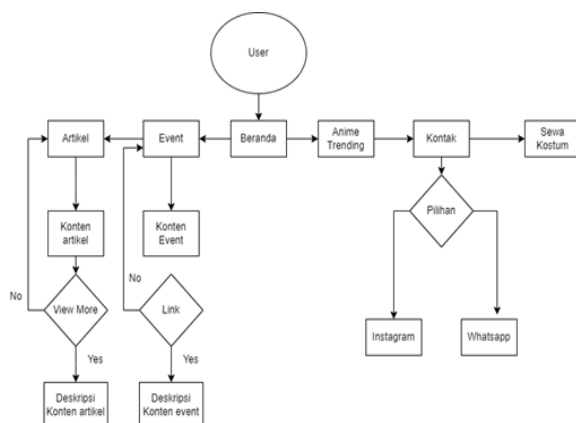 User
Artikel
Event
Beranda
Anime
Trending
Kontak
Sewa
Kostum
Konten
artikel
Konten
Event
Pilihan
No
View More
No
Link
Instagram
Whatsapp
Yes
Yes
Deskripsi
Konten artikel
Deskripsi
Konten event